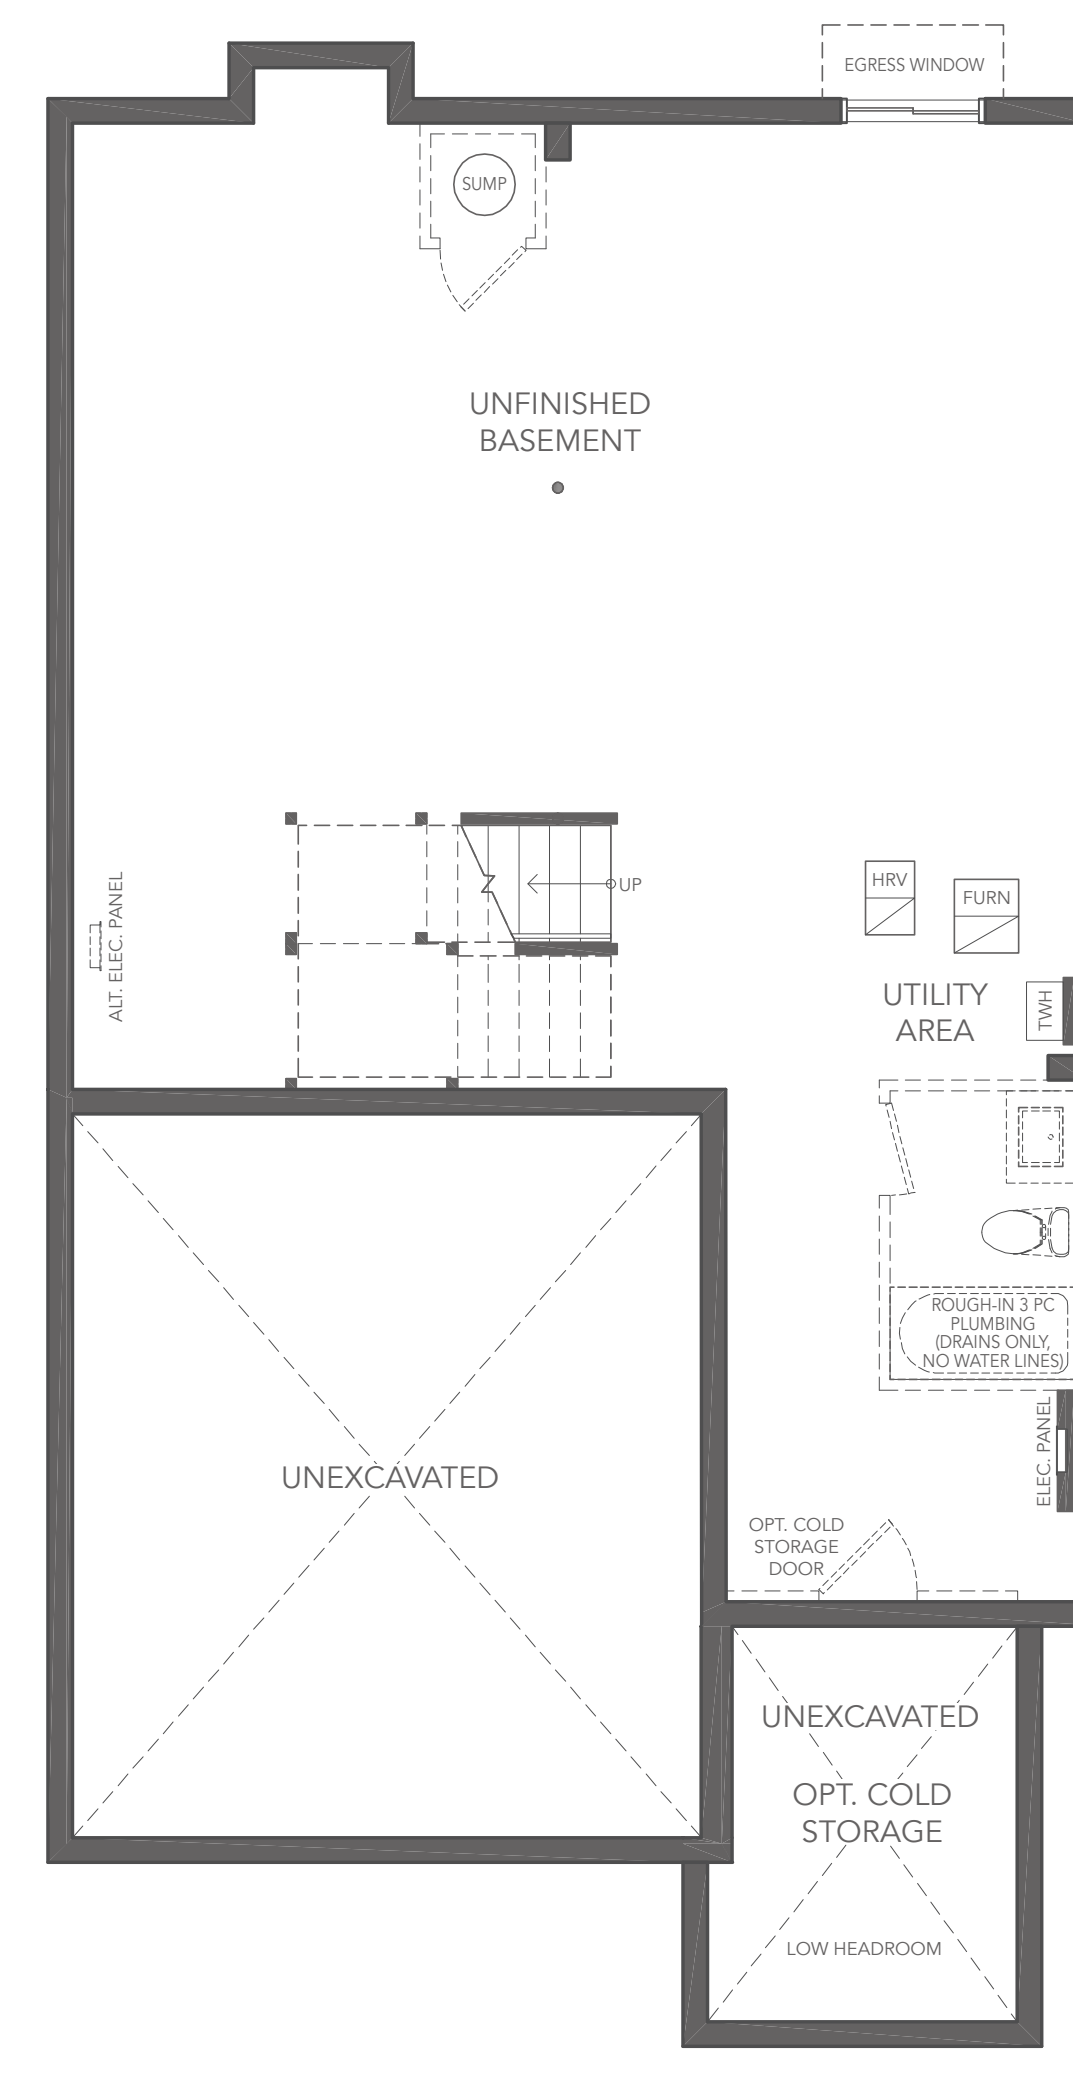 EGRESS WINDOW
SUMP
UNFINISHED
BASEMENT
UP
HRV
FURN
ALT. ELEC. PANEL
UTILITY
AREA
TWH
ROUGH-IN 3 PC
PLUMBING
(DRAINS ONLY,
NO WATER LINES)
ELEC. PANEL
UNEXCAVATED
OPT. COLD
STORAGE
DOOR
UNEXCAVATED
OPT. COLD
STORAGE
LOW HEADROOM